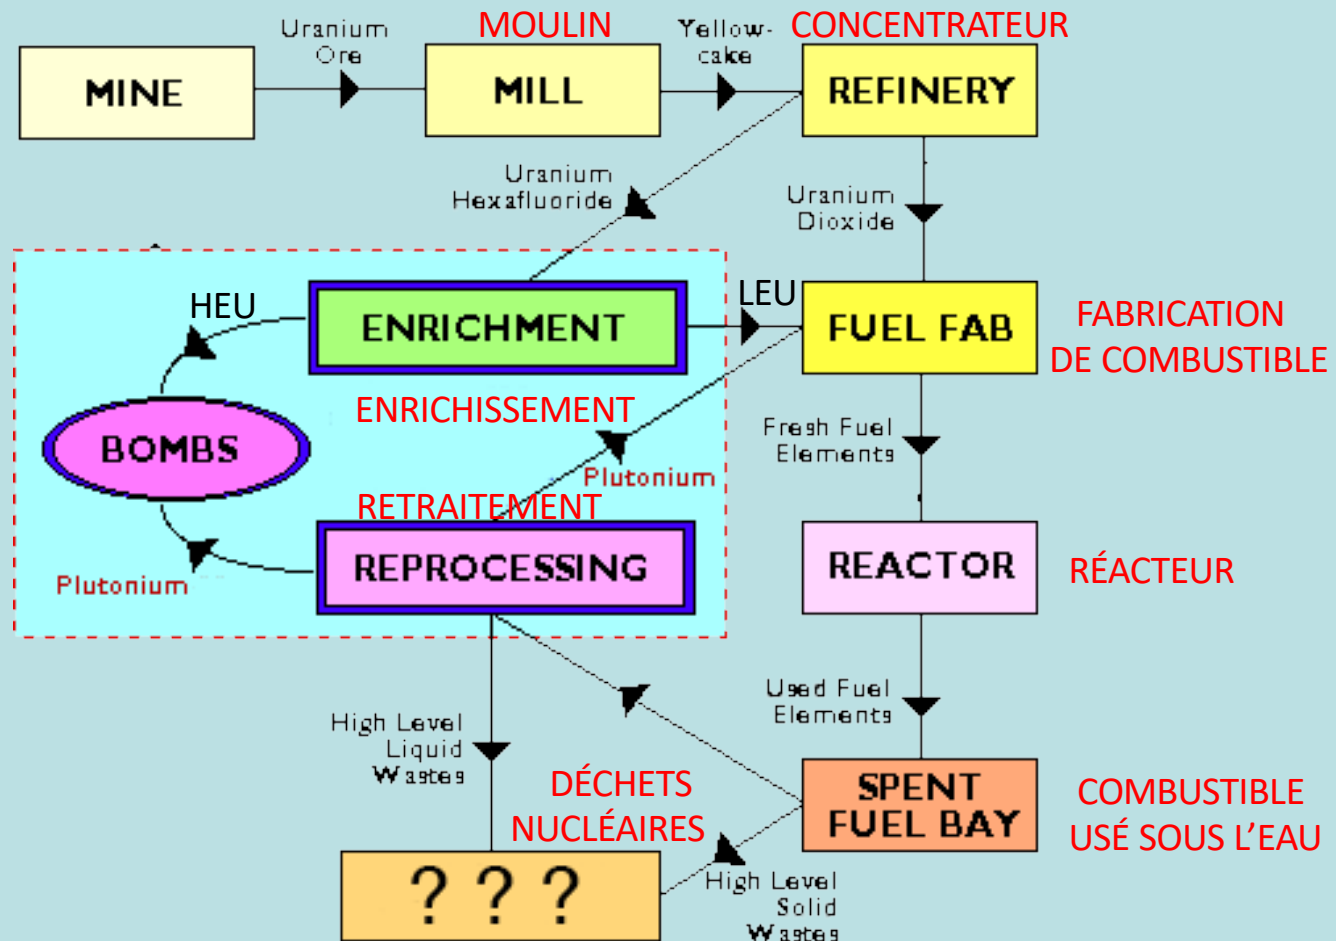 MOULIN
CONCENTRATEUR
Uranium
Ore
Yellow-
cake
MINE
MILL
REFINERY
Uranium
Hexafluoride
Uranium
Dioxide
HEU
LEU
ENRICHMENT
FUEL FAB
FABRICATION
DE COMBUSTIBLE
ENRICHISSEMENT
BOMBS
Fresh Fuel
Elements
Plutonium
RETRAITEMENT
REPROCESSING
REACTOR
RÉACTEUR
Plutonium
Used Fuel
Elements
High Level
Liquid
Wastes
DÉCHETS
NUCLÉAIRES
SPENT
FUEL BAY
COMBUSTIBLE
USÉ SOUS L’EAU
? ? ?
High Level
Solid
Wastes